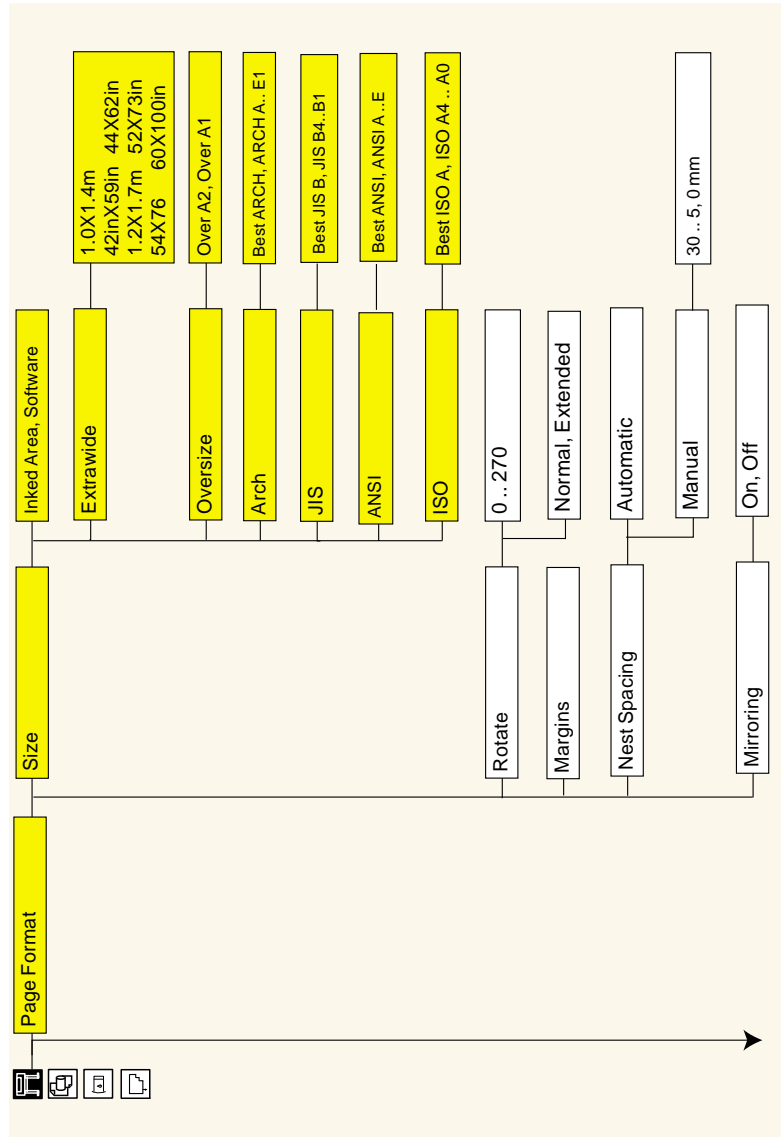 Page Format
Size
Inked Area, Software
Extrawide
1.0X1.4m
42inX59in 44X62in
1.2X1.7m 52X73in
54X76 60X100in
Oversize
Over A2, Over A1
Arch
Best ARCH, ARCH A.. E1
JIS
Best JIS B, JIS B4..B1
ANSI
Best ANSI, ANSI A ..E
ISO
Best ISO A, ISO A4 .. A0
Rotate
0 .. 270
Normal, Extended
Margins
Nest Spacing
Automatic
Manual
30 .. 5, 0 mm
Mirroring
On, Off